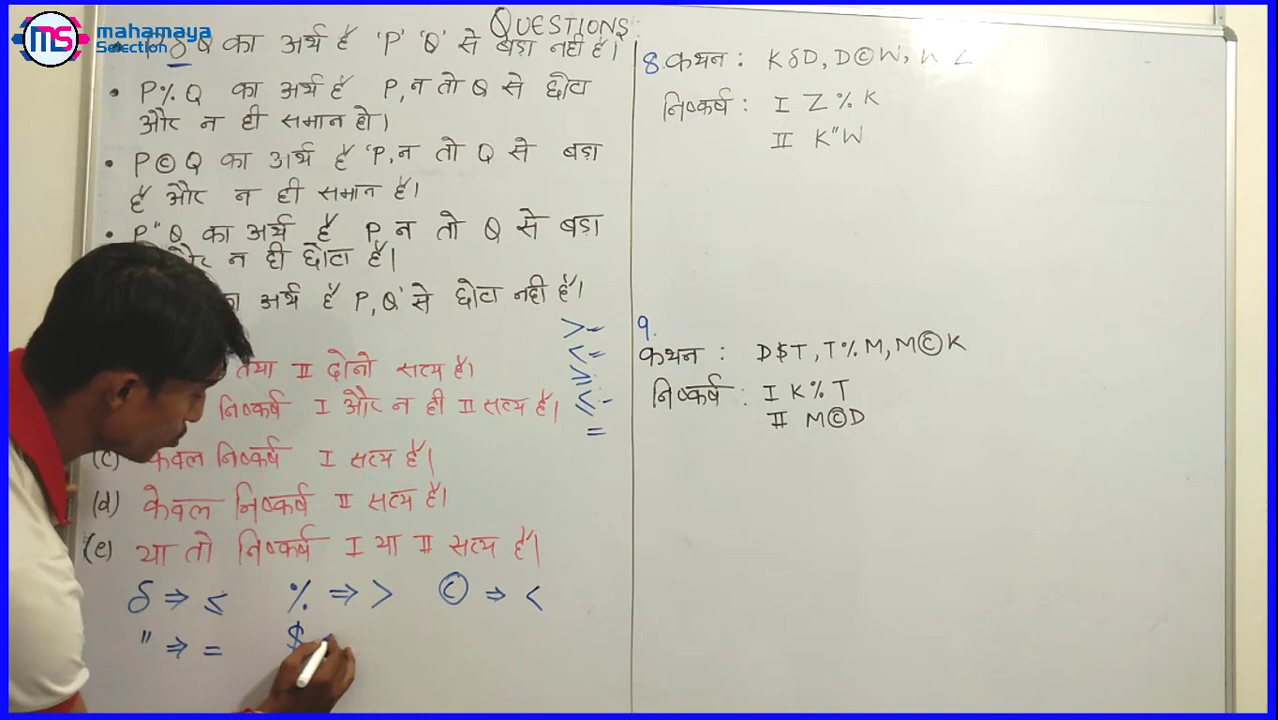 mahamaya
Selection
MS
QUESTIONS:
• P δ Q का अर्थ है 'P' 'Q' से बड़ा नही है।
• P % Q का अर्थ है P, न तो Q से छोटा
और न ही समान हो।
• P © Q का अर्थ है 'P, न तो Q से बड़ा
है और न ही समान है।
• P " Q का अर्थ है P, न तो Q से बड़ा
न ही छोटा है।
अर्थ है P, Q' से छोटा नही है।
तथा II दोनो सत्य है।
निष्कर्ष I और न ही II सत्य है।
(c) केवल निष्कर्ष I सत्य है।
(d) केवल निष्कर्ष II सत्य है।
(e) या तो निष्कर्ष I या II सत्य है।
> -
< =
≥ -
≤ -
=
δ ⇒ ≤ % ⇒ > © ⇒ <
" ⇒ = $
8 कथन : K δ D, D © W, W
निष्कर्ष : I Z % K
II K " W
9.
कथन : D $ T, T % M, M © K
निष्कर्ष : I K % T
II M © D